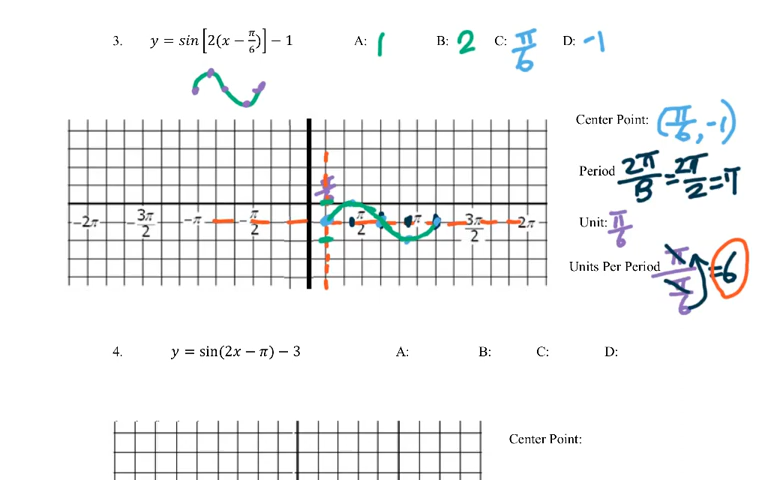 3. y = sin[2(x − π/6)] − 1 A: 1 B: 2 C: π/6 D: -1
Center Point: (π/6, -1)
Period 2π/B = 2π/2 = π
π/6
-2π 3π/2 -π π/2 π/2 π 3π/2 2π
Unit: π/6
Units Per Period π/(π/6) = 6
4. y = sin(2x − π) − 3 A: B: C: D:
Center Point: